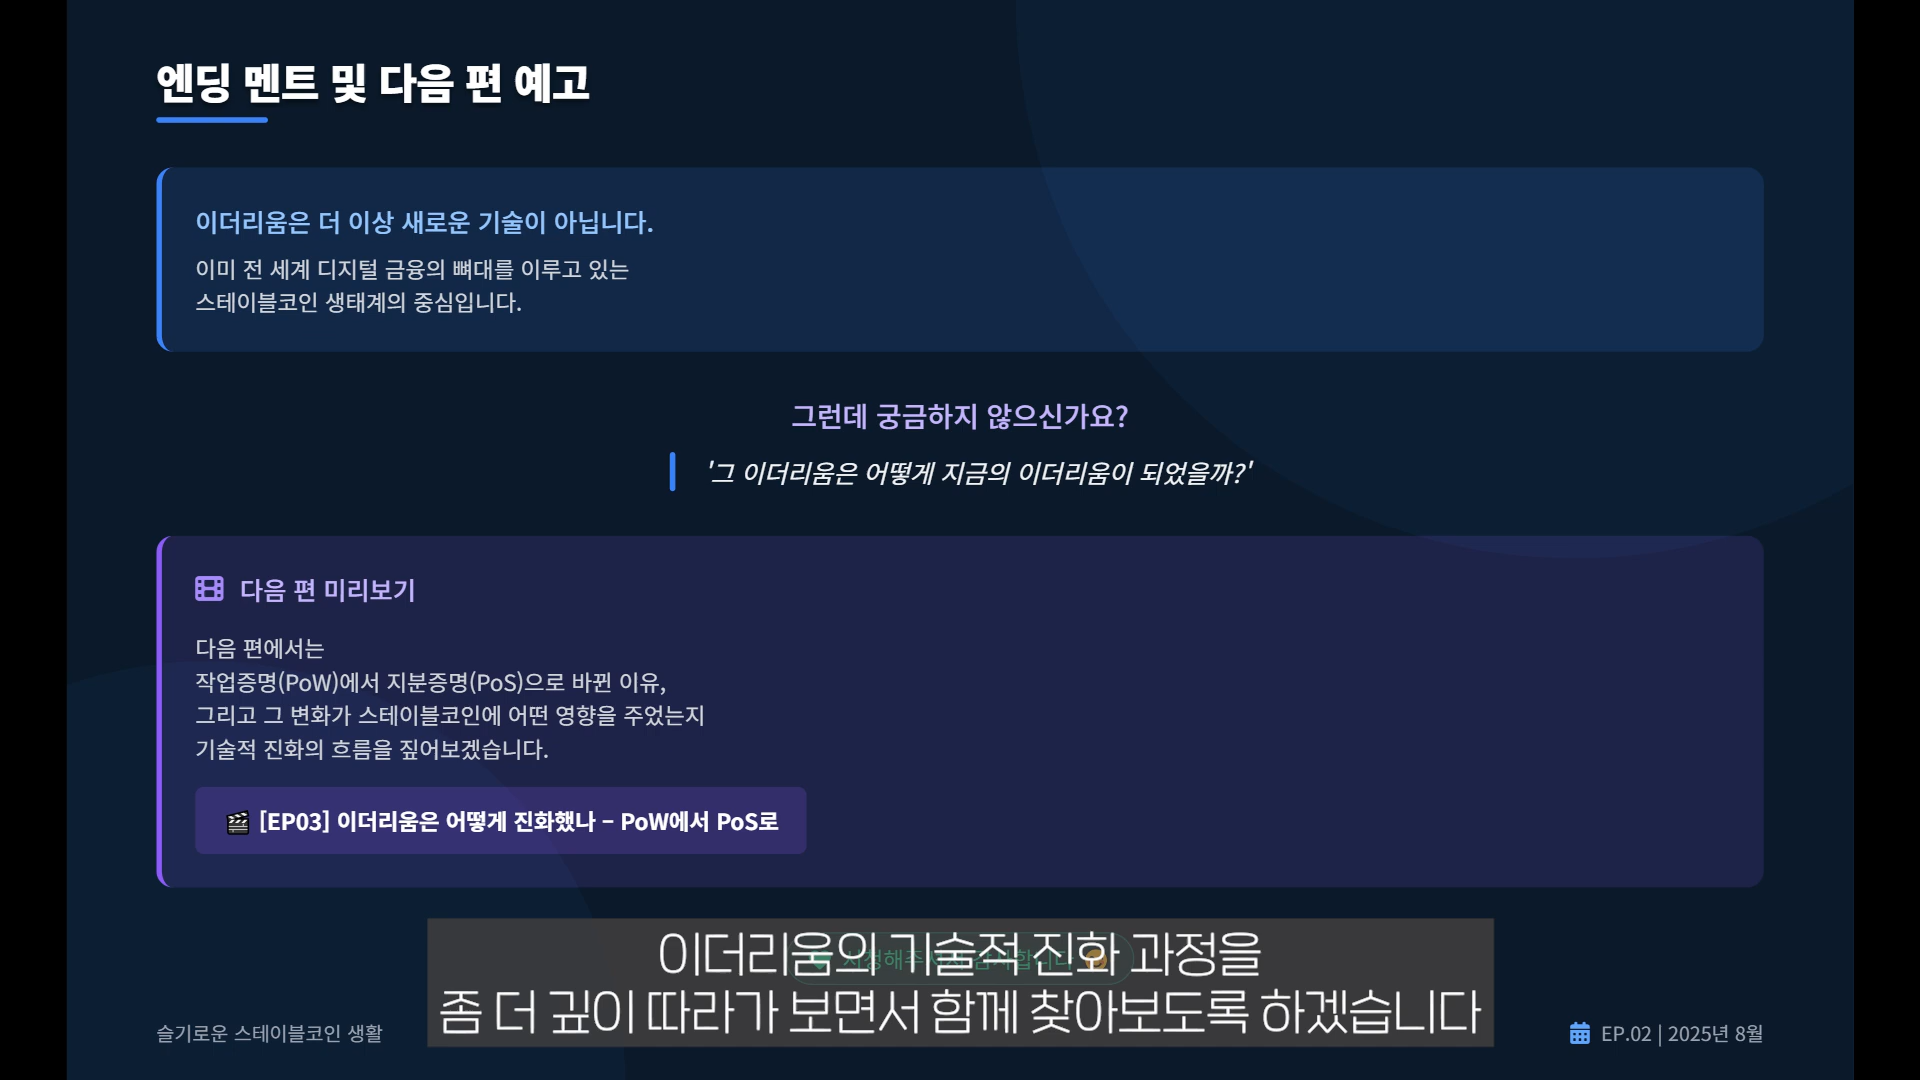 엔딩 멘트 및 다음 편 예고
이더리움은 더 이상 새로운 기술이 아닙니다.
이미 전 세계 디지털 금융의 뼈대를 이루고 있는
스테이블코인 생태계의 중심입니다.
그런데 궁금하지 않으신가요?
'그 이더리움은 어떻게 지금의 이더리움이 되었을까?'
다음 편 미리보기
다음 편에서는
작업증명(PoW)에서 지분증명(PoS)으로 바뀐 이유,
그리고 그 변화가 스테이블코인에 어떤 영향을 주었는지
기술적 진화의 흐름을 짚어보겠습니다.
[EP03] 이더리움은 어떻게 진화했나 – PoW에서 PoS로
이더리움의 기술적 진화 과정을
좀 더 깊이 따라가 보면서 함께 찾아보도록 하겠습니다
슬기로운 스테이블코인 생활
EP.02 | 2025년 8월